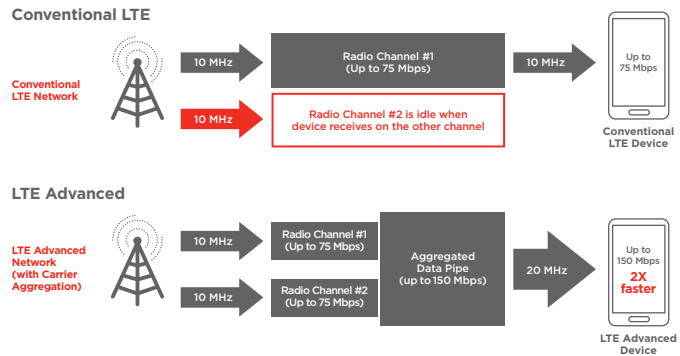 Conventional LTE
Conventional
LTE Network
10 MHz
Radio Channel #1
(Up to 75 Mbps)
10 MHz
Up to
75 Mbps
10 MHz
Radio Channel #2 is idle when
device receives on the other channel
Conventional
LTE Device
LTE Advanced
LTE Advanced
Network
(with Carrier
Aggregation)
10 MHz
Radio Channel #1
(Up to 75 Mbps)
10 MHz
Radio Channel #2
(Up to 75 Mbps)
Aggregated
Data Pipe
(up to 150 Mbps)
20 MHz
Up to
150 Mbps
2X
faster
LTE Advanced
Device